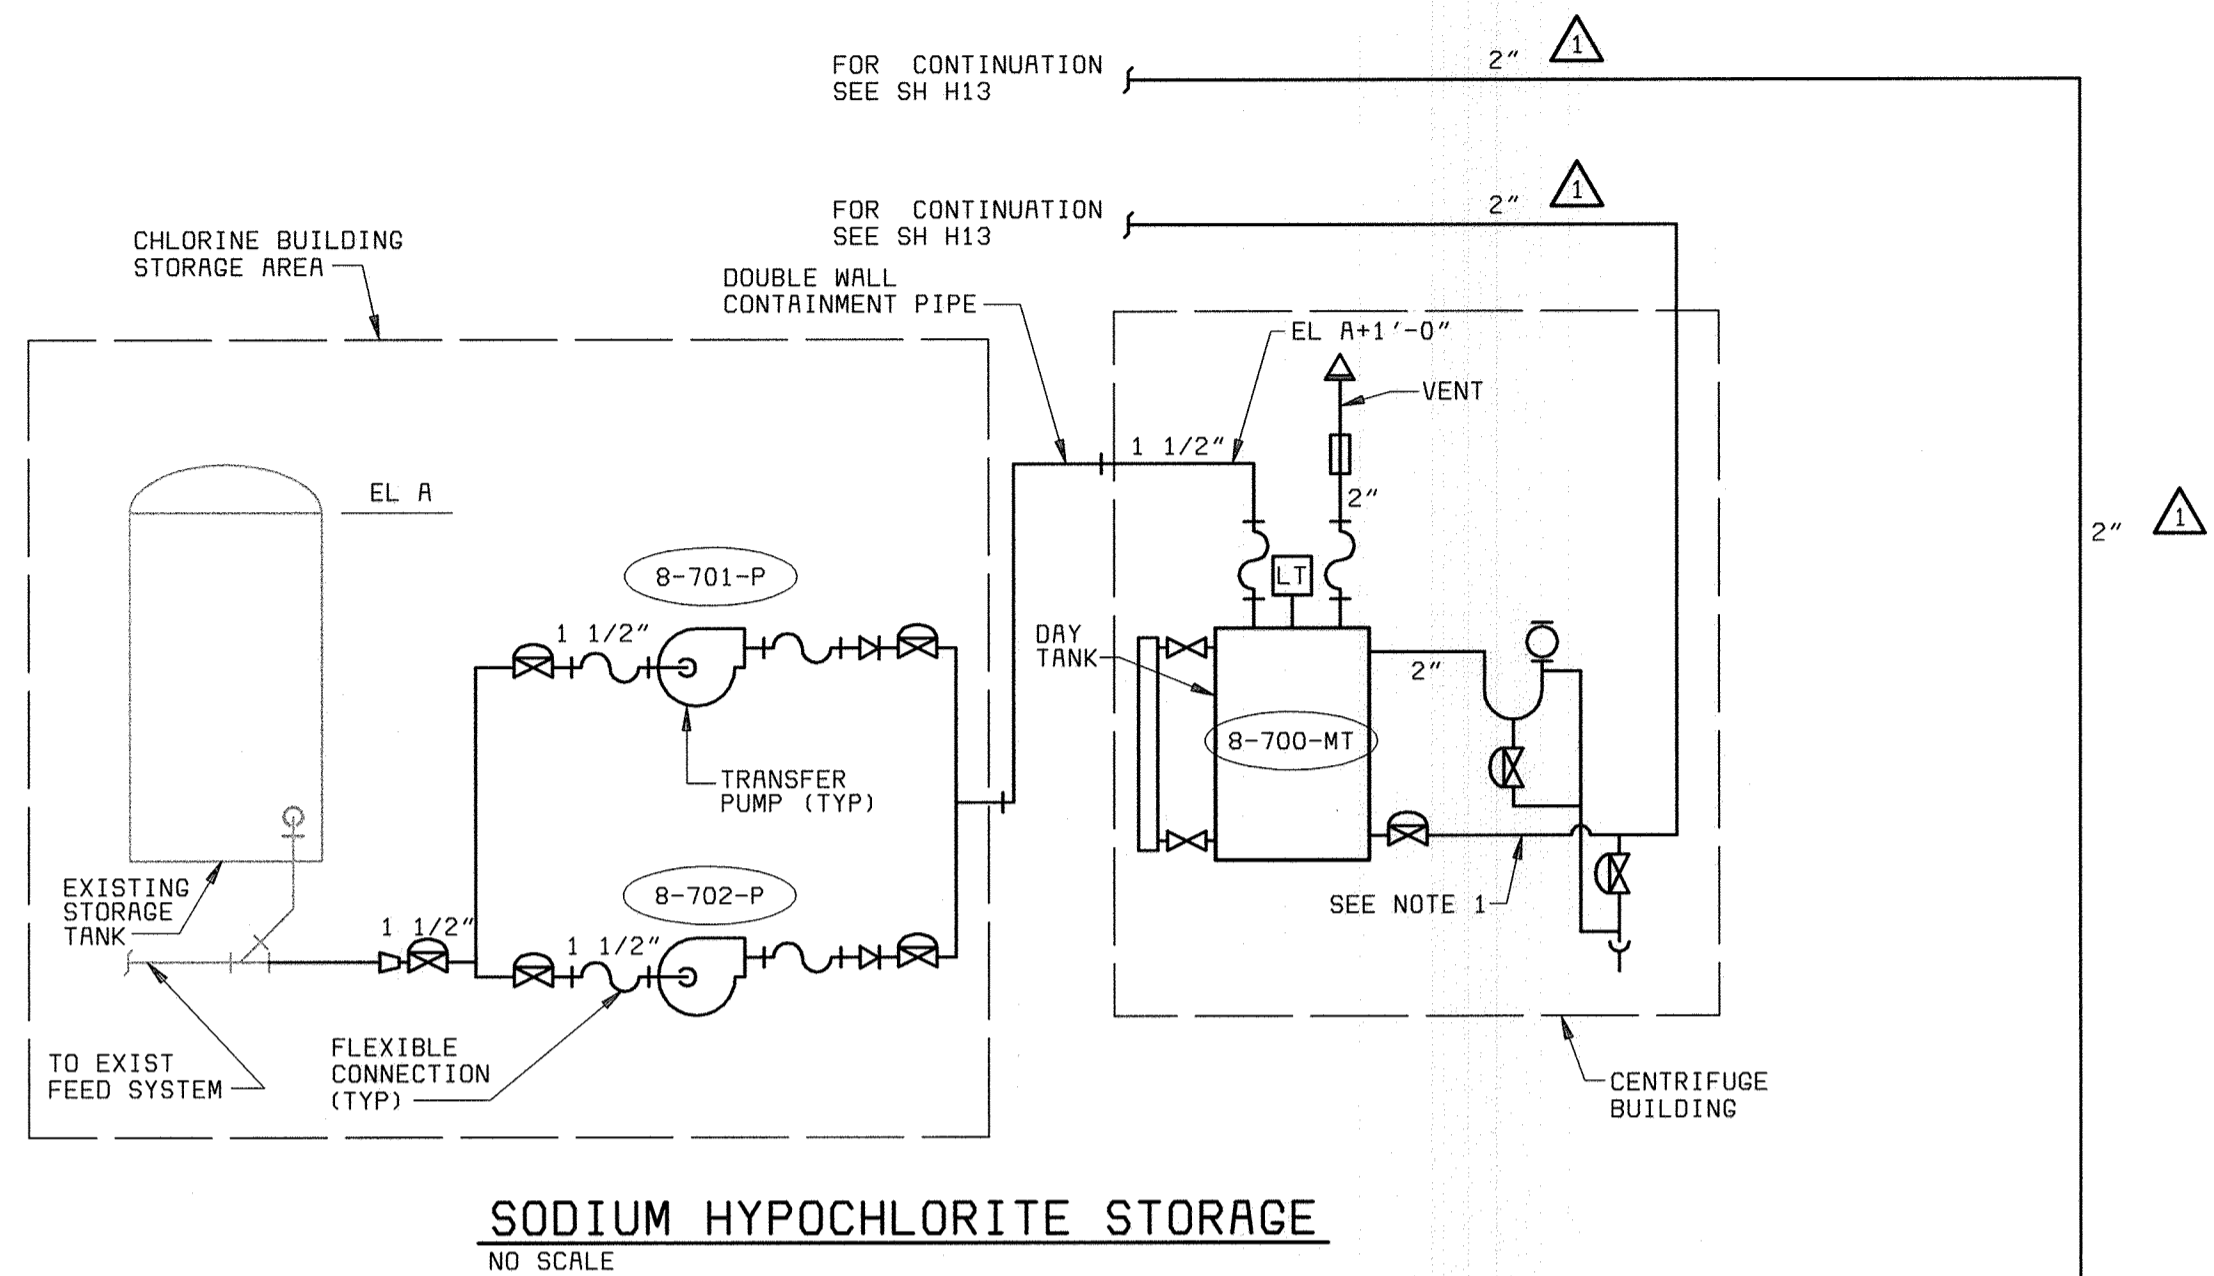 2" 1
FOR CONTINUATION
SEE SH H13
2" 1
FOR CONTINUATION
SEE SH H13
CHLORINE BUILDING
STORAGE AREA
DOUBLE WALL
CONTAINMENT PIPE
EL A+1'-0"
VENT
1 1/2"
EL A
2"
2" 1
8-701-P
LT
1 1/2"
DAY
TANK
2"
8-700-MT
TRANSFER
PUMP (TYP)
EXISTING
STORAGE
TANK
8-702-P
SEE NOTE 1
1 1/2"
1 1/2"
TO EXIST
FEED SYSTEM
FLEXIBLE
CONNECTION
(TYP)
CENTRIFUGE
BUILDING
SODIUM HYPOCHLORITE STORAGE
NO SCALE